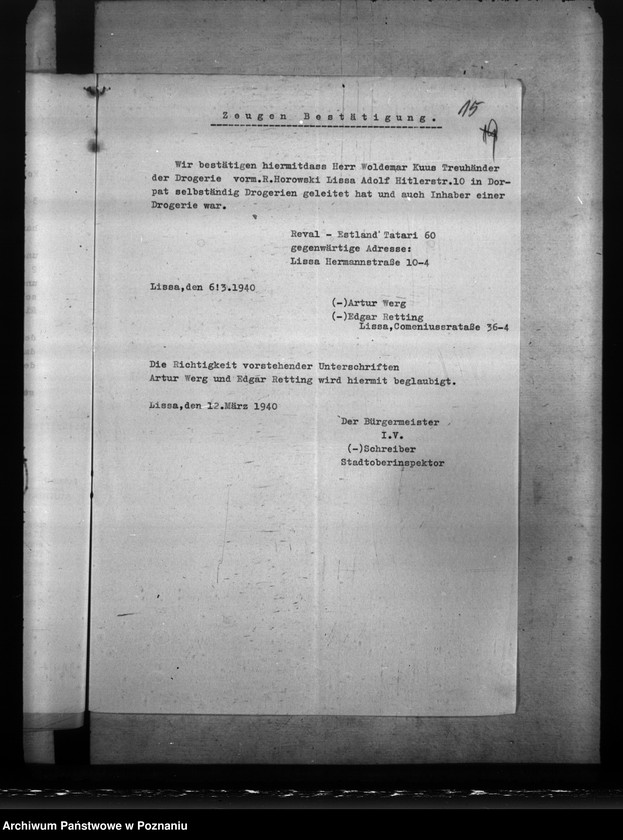 15
Zeugen Bestätigung.
Wir bestätigen hiermitdass Herr Woldemar Kuus Treuhänder
der Drogerie vorm.R.Horowski Lissa Adolf Hitlerstr.10 in Dor-
pat selbständig Drogerien geleitet hat und auch Inhaber einer
Drogerie war.
Reval - Estland Tatari 60
gegenwärtige Adresse:
Lissa Hermannstraße 10-4
Lissa,den 6!3.1940
(-)Artur Werg
(-)Edgar Retting
Lissa,Comeniussrataße 36-4
Die Richtigkeit vorstehender Unterschriften
Artur Werg und Edgar Retting wird hiermit beglaubigt.
Lissa,den 12.März 1940
Der Bürgermeister
I.V.
(-)Schreiber
Stadtoberinspektor
Archiwum Państwowe w Poznaniu